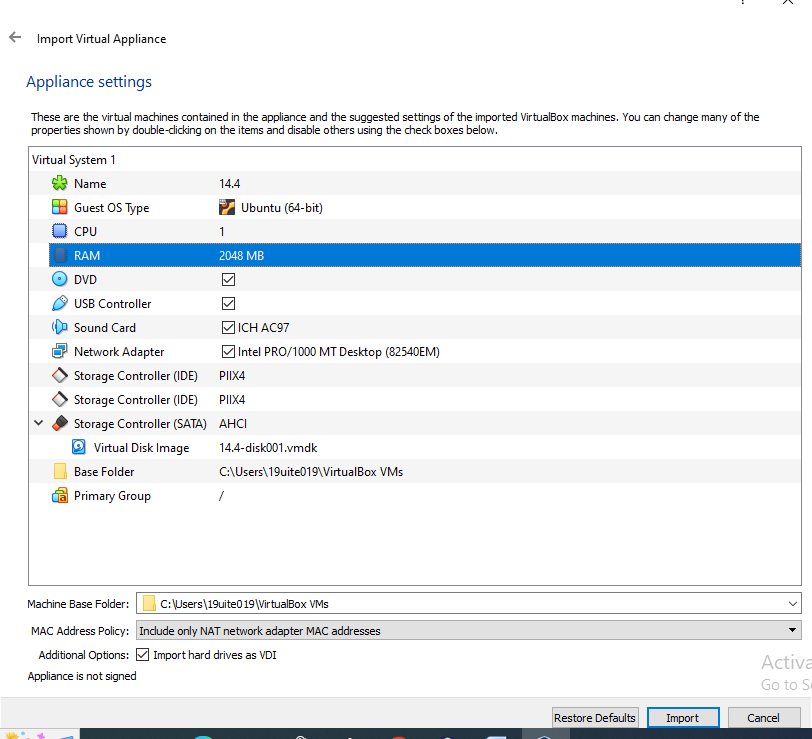 Import Virtual Appliance
Appliance settings
These are the virtual machines contained in the appliance and the suggested settings of the imported VirtualBox machines. You can change many of the
properties shown by double-clicking on the items and disable others using the check boxes below.
Virtual System 1
Name 14.4
Guest OS Type Ubuntu (64-bit)
CPU 1
RAM 2048 MB
DVD
USB Controller
Sound Card ICH AC97
Network Adapter Intel PRO/1000 MT Desktop (82540EM)
Storage Controller (IDE) PIIX4
Storage Controller (IDE) PIIX4
Storage Controller (SATA) AHCI
Virtual Disk Image 14.4-disk001.vmdk
Base Folder C:\Users\19uite019\VirtualBox VMs
Primary Group /
Machine Base Folder: C:\Users\19uite019\VirtualBox VMs
MAC Address Policy: Include only NAT network adapter MAC addresses
Additional Options: Import hard drives as VDI
Activa
Appliance is not signed
Go to S
Restore Defaults Import Cancel